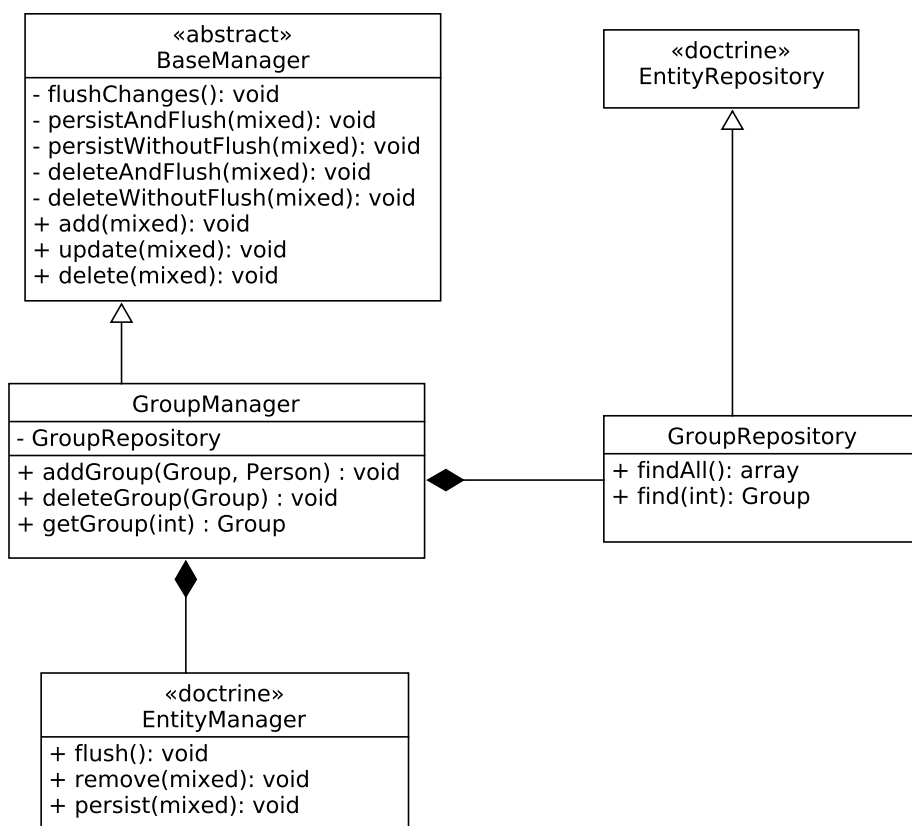 «abstract»
BaseManager
- flushChanges(): void
- persistAndFlush(mixed): void
- persistWithoutFlush(mixed): void
- deleteAndFlush(mixed): void
- deleteWithoutFlush(mixed): void
+ add(mixed): void
+ update(mixed): void
+ delete(mixed): void
«doctrine»
EntityRepository
GroupManager
- GroupRepository
+ addGroup(Group, Person) : void
+ deleteGroup(Group) : void
+ getGroup(int) : Group
GroupRepository
+ findAll(): array
+ find(int): Group
«doctrine»
EntityManager
+ flush(): void
+ remove(mixed): void
+ persist(mixed): void